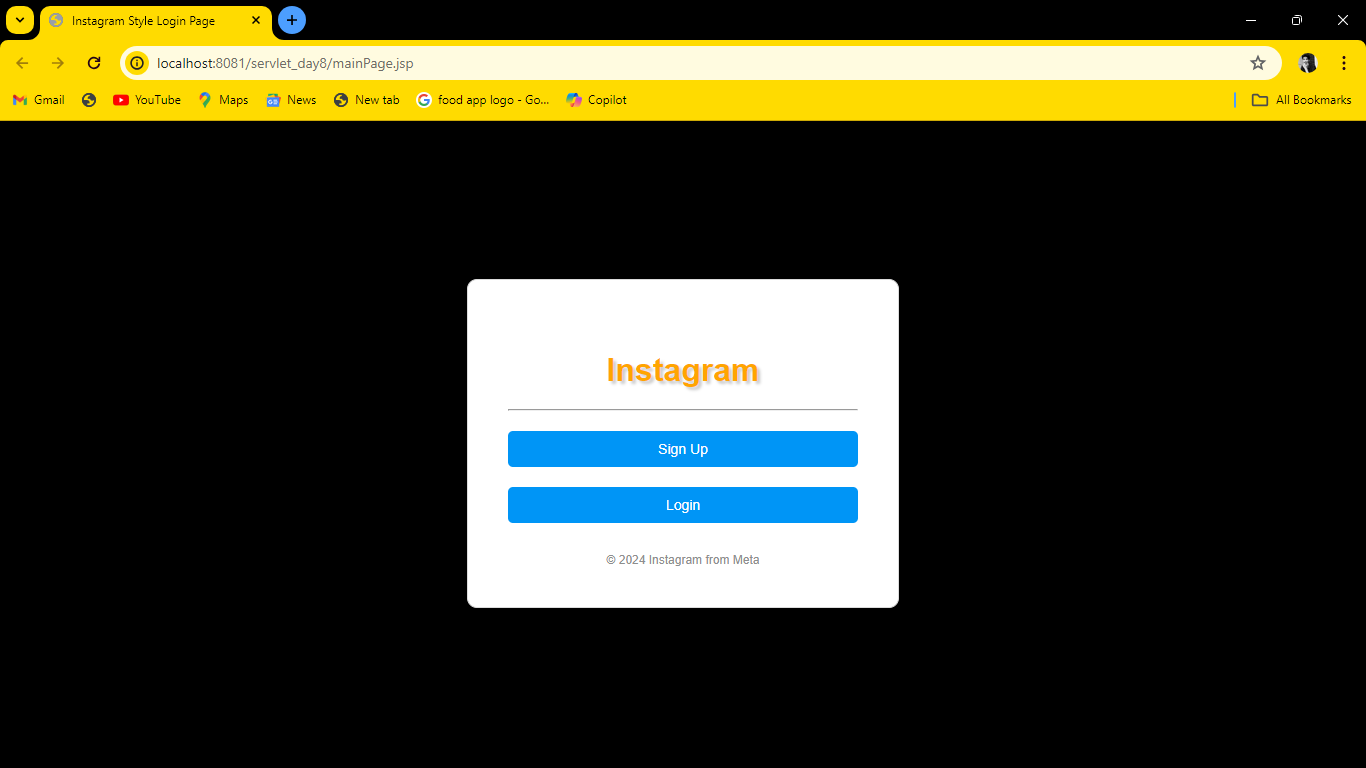 Instagram Style Login Page
localhost:8081/servlet_day8/mainPage.jsp
Gmail YouTube Maps News New tab food app logo - Go... Copilot All Bookmarks
Instagram
Sign Up
Login
© 2024 Instagram from Meta